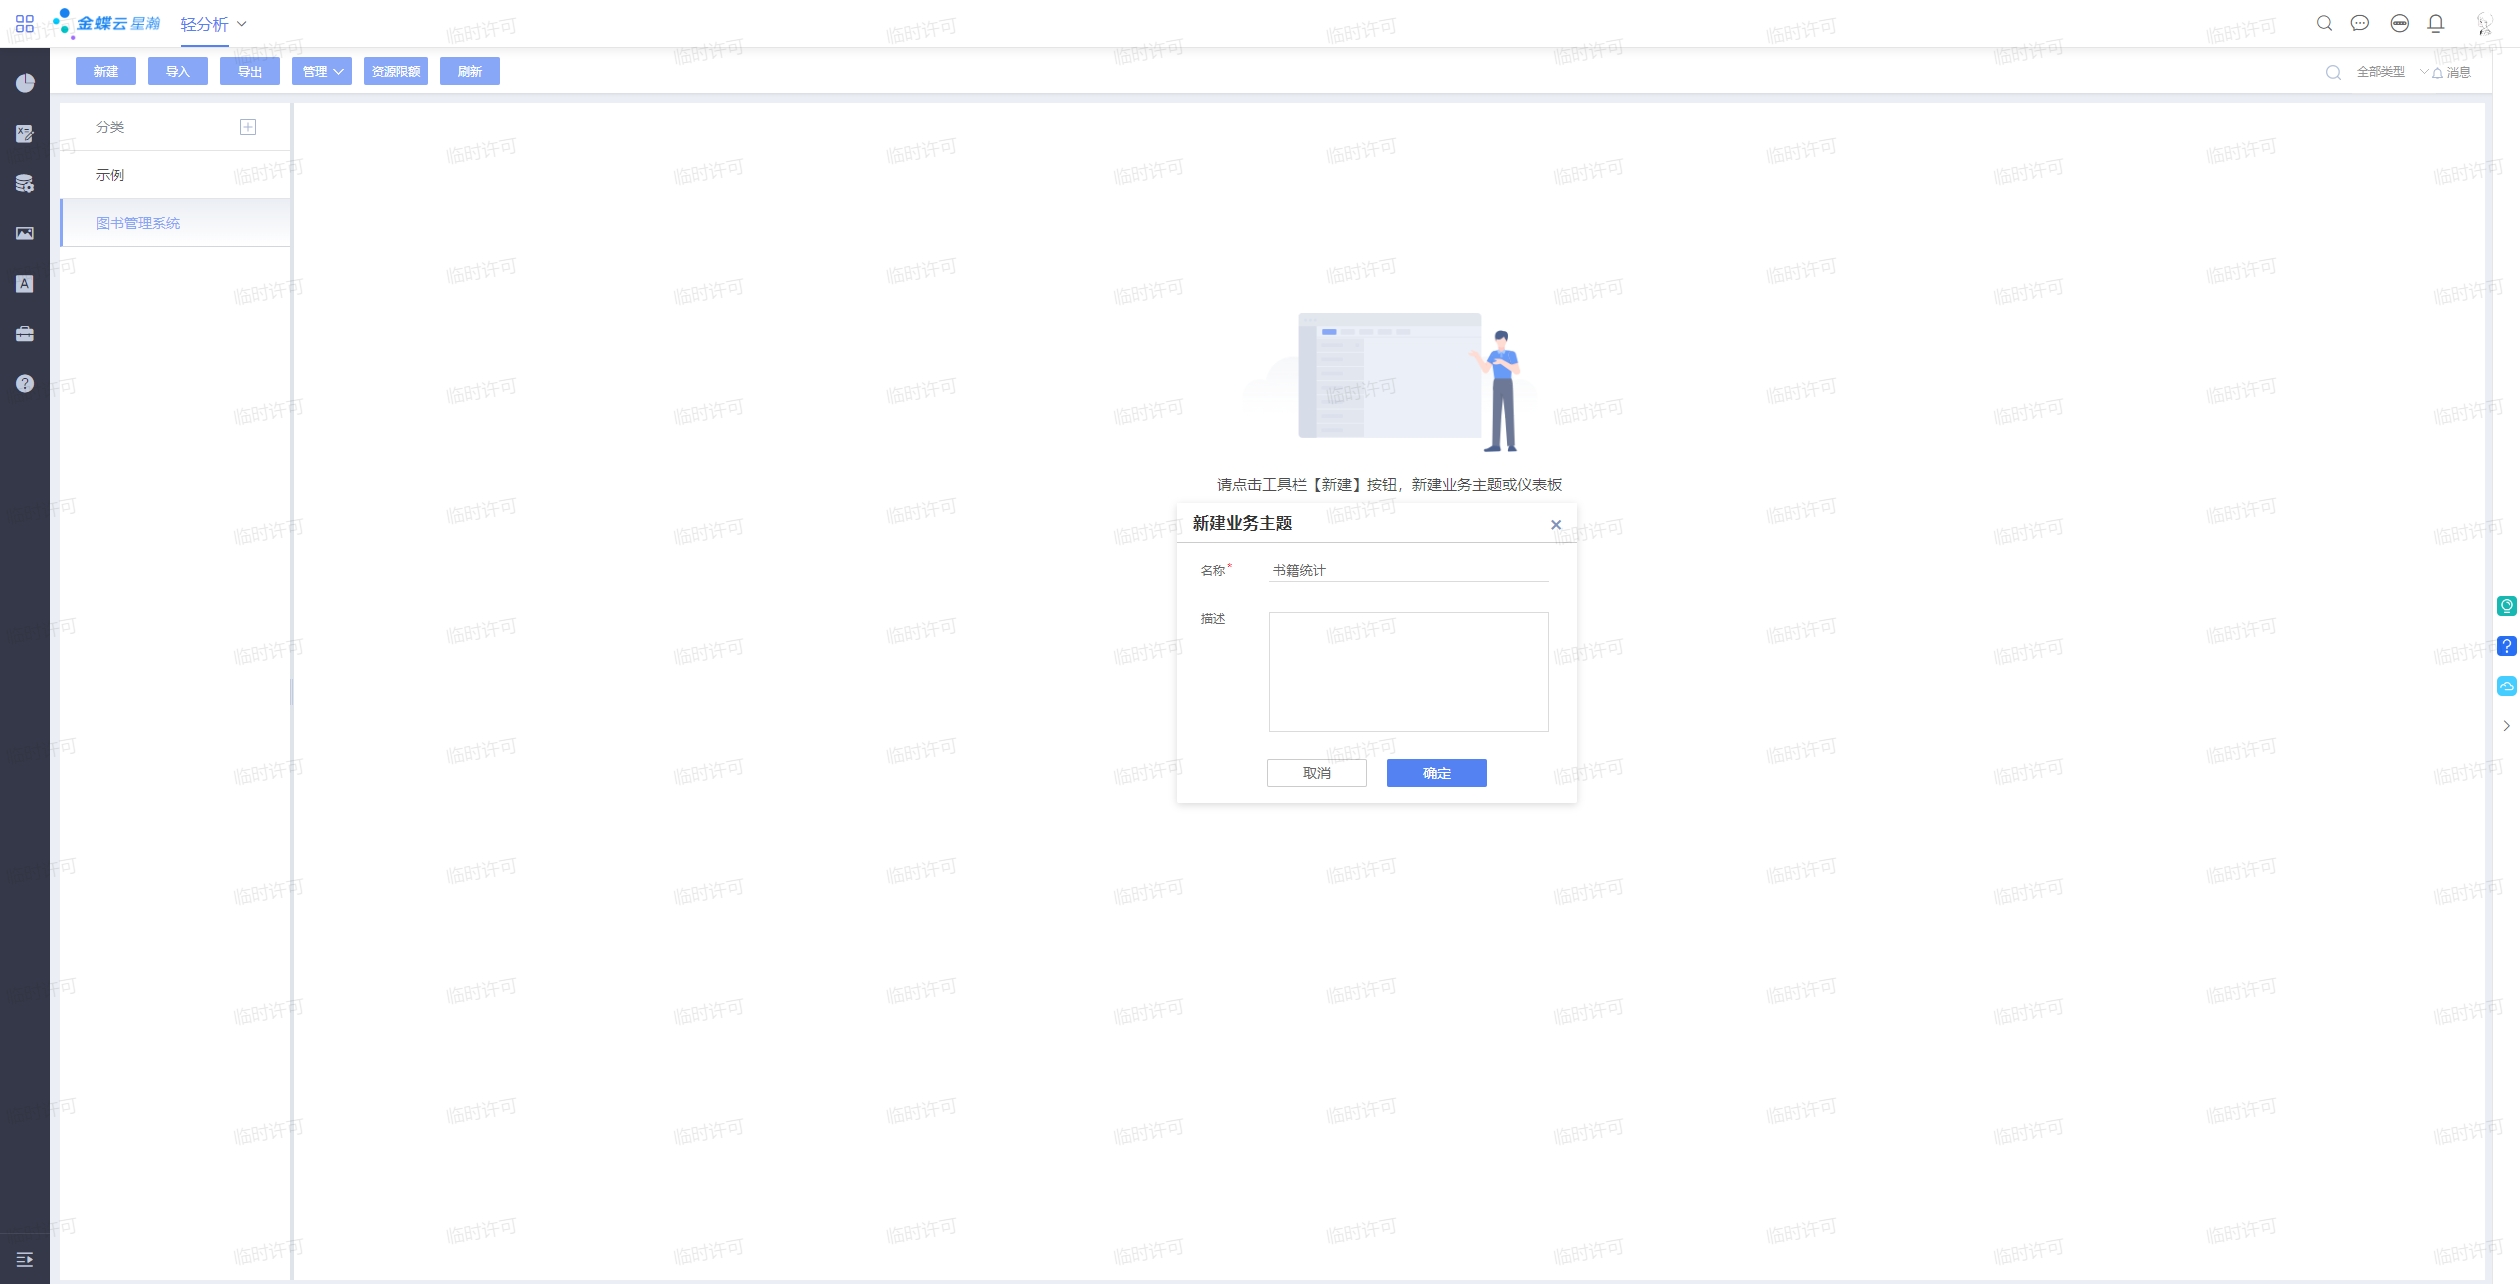 金蝶云 星瀚 轻分析
新建 导入 导出 管理 资源限额 刷新 全部类型 消息
分类
示例
图书管理系统
请点击工具栏【新建】按钮，新建业务主题或仪表板
新建业务主题 ×
名称* 书籍统计
描述
取消 确定
临时许可